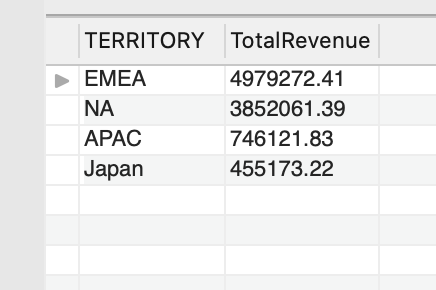 TERRITORY TotalRevenue
EMEA 4979272.41
NA 3852061.39
APAC 746121.83
Japan 455173.22